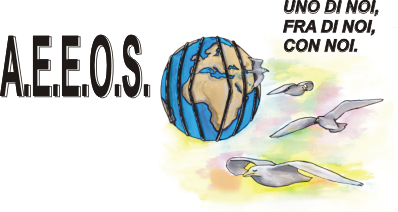 UNO DI NOI,
FRA DI NOI,
CON NOI.
A.E.E.O.S.